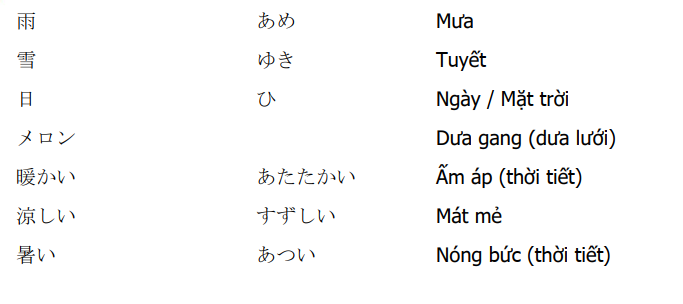 雨 あめ Mưa
雪 ゆき Tuyết
日 ひ Ngày / Mặt trời
メロン Dưa gang (dưa lưới)
暖かい あたたかい Ấm áp (thời tiết)
涼しい すずしい Mát mẻ
暑い あつい Nóng bức (thời tiết)